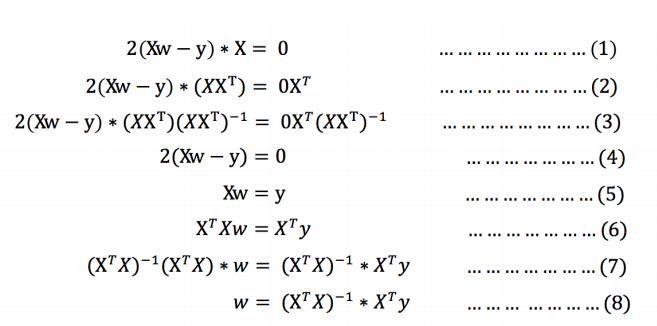 2(Xw − y) ∗ X = 0 … … … … … … … … (1)
2(Xw − y) ∗ (XXᵀ) = 0Xᵀ … … … … … … … … (2)
2(Xw − y) ∗ (XXᵀ)(XXᵀ)⁻¹ = 0Xᵀ(XXᵀ)⁻¹ … … … … … … … … (3)
2(Xw − y) = 0 … … … … … … … (4)
Xw = y … … … … … … … (5)
XᵀXw = Xᵀy … … … … … … … (6)
(XᵀX)⁻¹(XᵀX) ∗ w = (XᵀX)⁻¹ ∗ Xᵀy … … … … … … … (7)
w = (XᵀX)⁻¹ ∗ Xᵀy … … … … … … … (8)